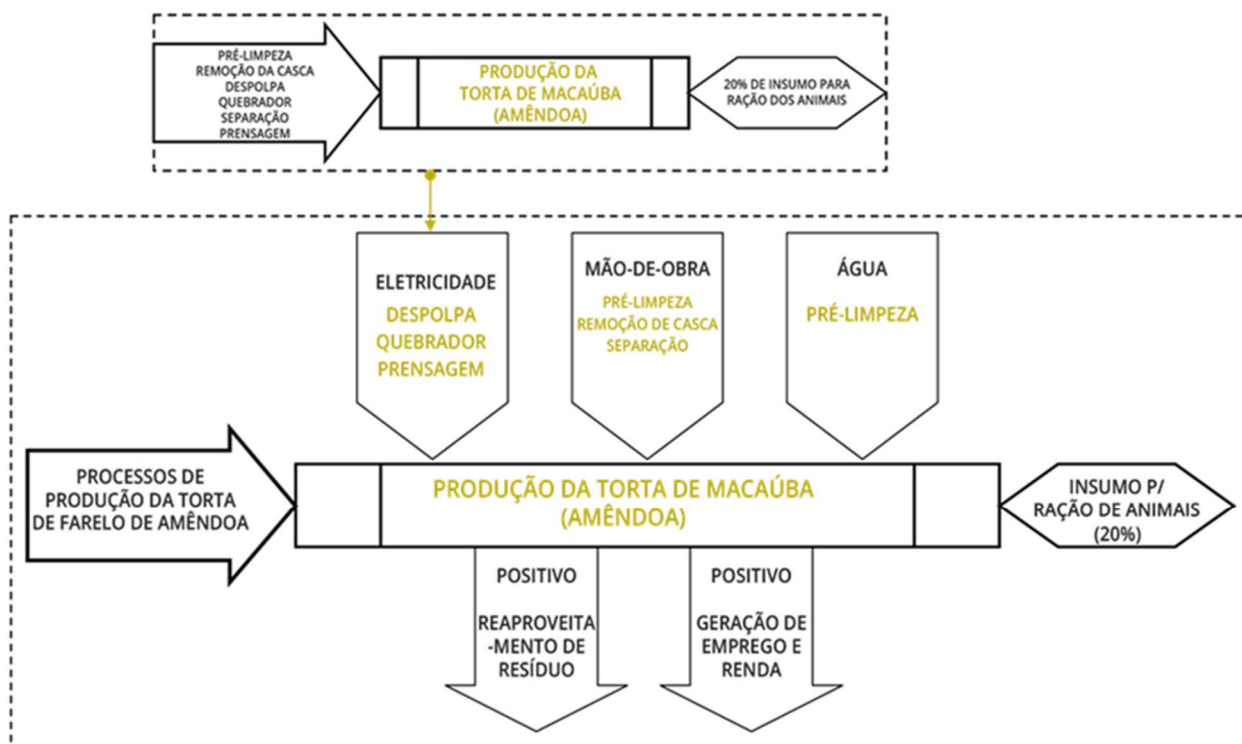 PRÉ-LIMPEZA
REMOÇÃO DA CASCA
DESPOLPA
QUEBRADOR
SEPARAÇÃO
PRENSAGEM
PRODUÇÃO DA
TORTA DE MACAÚBA
(AMÊNDOA)
20% DE INSUMO PARA
RAÇÃO DOS ANIMAIS
ELETRICIDADE
DESPOLPA
QUEBRADOR
PRENSAGEM
MÃO-DE-OBRA
PRÉ-LIMPEZA
REMOÇÃO DE CASCA
SEPARAÇÃO
ÁGUA
PRÉ-LIMPEZA
PROCESSOS DE
PRODUÇÃO DA TORTA
DE FARELO DE AMÊNDOA
PRODUÇÃO DA TORTA DE MACAÚBA
(AMÊNDOA)
INSUMO P/
RAÇÃO DE ANIMAIS
(20%)
POSITIVO
REAPROVEITA
-MENTO DE
RESÍDUO
POSITIVO
GERAÇÃO DE
EMPREGO E
RENDA